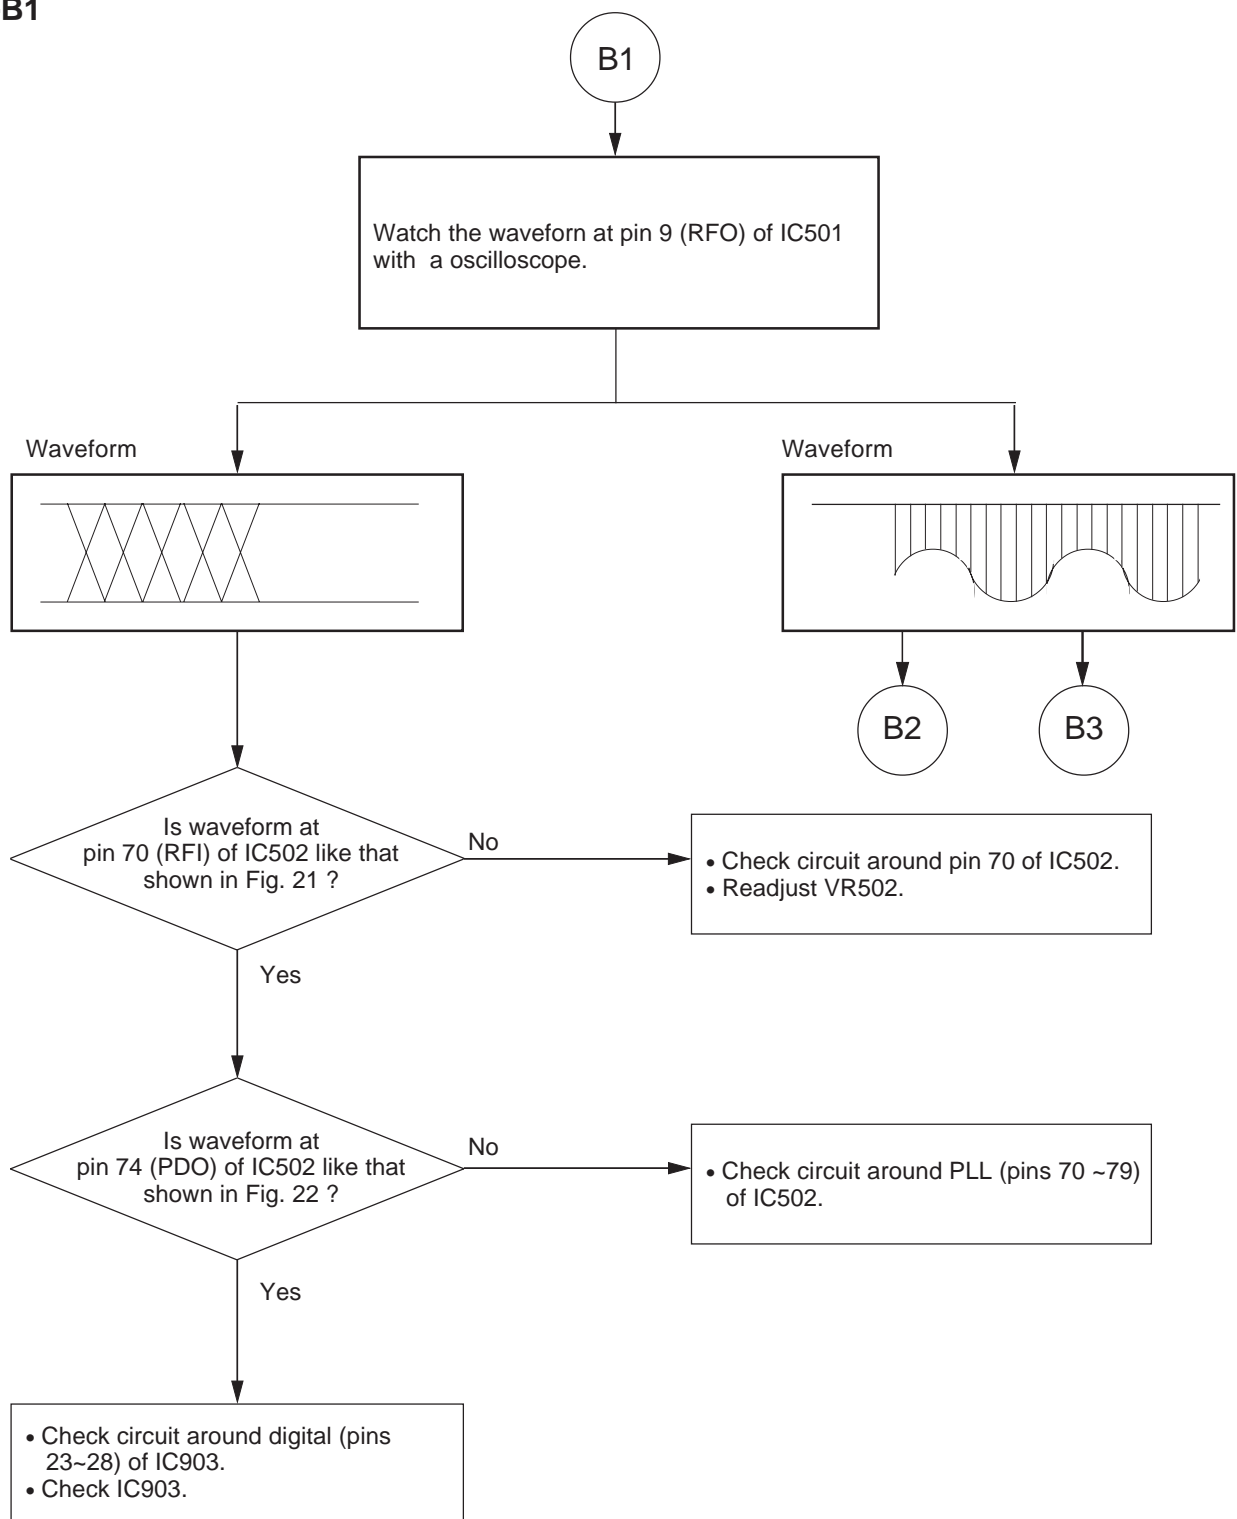 B1
B1
Watch the waveforn at pin 9 (RFO) of IC501
with a oscilloscope.
Waveform
Waveform
B2
B3
Is waveform at
pin 70 (RFI) of IC502 like that
shown in Fig. 21 ?
No
• Check circuit around pin 70 of IC502.
• Readjust VR502.
Yes
Is waveform at
pin 74 (PDO) of IC502 like that
shown in Fig. 22 ?
No
• Check circuit around PLL (pins 70 ~79)
of IC502.
Yes
• Check circuit around digital (pins
23~28) of IC903.
• Check IC903.